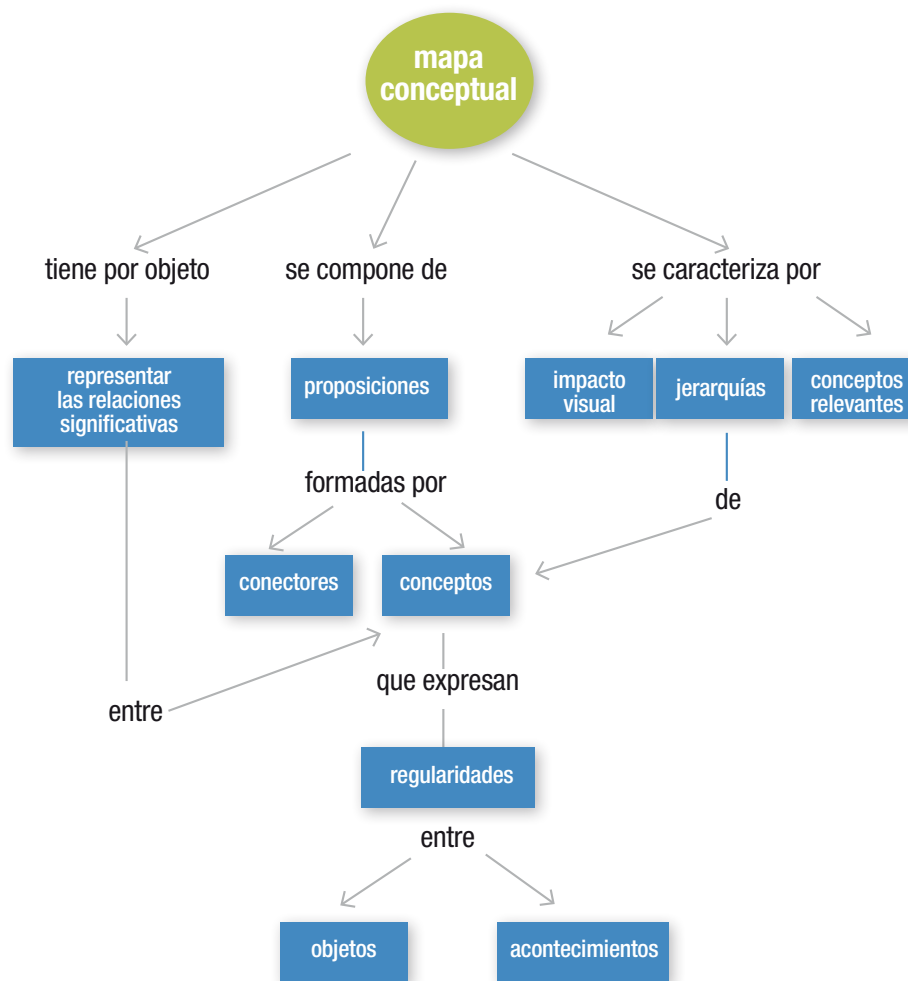 mapa
conceptual
tiene por objeto
se compone de
se caracteriza por
representar
las relaciones
significativas
proposiciones
impacto
visual
jerarquías
conceptos
relevantes
formadas por
de
conectores
conceptos
que expresan
entre
regularidades
entre
objetos
acontecimientos